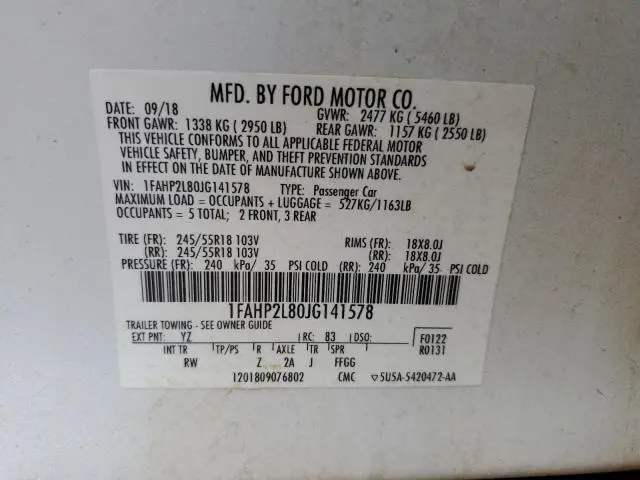 MFD. BY FORD MOTOR CO.
DATE: 09/18 GVWR: 2477 KG ( 5460 LB)
FRONT GAWR: 1338 KG ( 2950 LB) REAR GAWR: 1157 KG ( 2550 LB)
THIS VEHICLE CONFORMS TO ALL APPLICABLE FEDERAL MOTOR
VEHICLE SAFETY, BUMPER, AND THEFT PREVENTION STANDARDS
IN EFFECT ON THE DATE OF MANUFACTURE SHOWN ABOVE.
VIN: 1FAHP2L80JG141578 TYPE: Passenger Car
MAXIMUM LOAD = OCCUPANTS + LUGGAGE = 527KG/1163LB
OCCUPANTS = 5 TOTAL; 2 FRONT, 3 REAR
TIRE (FR): 245/55R18 103V RIMS (FR): 18X8.0J
(RR): 245/55R18 103V (RR): 18X8.0J
PRESSURE (FR): 240 kPa/ 35 PSI COLD (RR): 240 kPa/ 35 PSI COLD
1FAHP2L80JG141578
TRAILER TOWING - SEE OWNER GUIDE
EXT PNT: YZ RC: 83 DSO: F0122
INT TR TP/PS R AXLE TR SPR R0131
RW Z 2A J FFGG
1201809076802 CMC ▽5U5A-5420472-AA